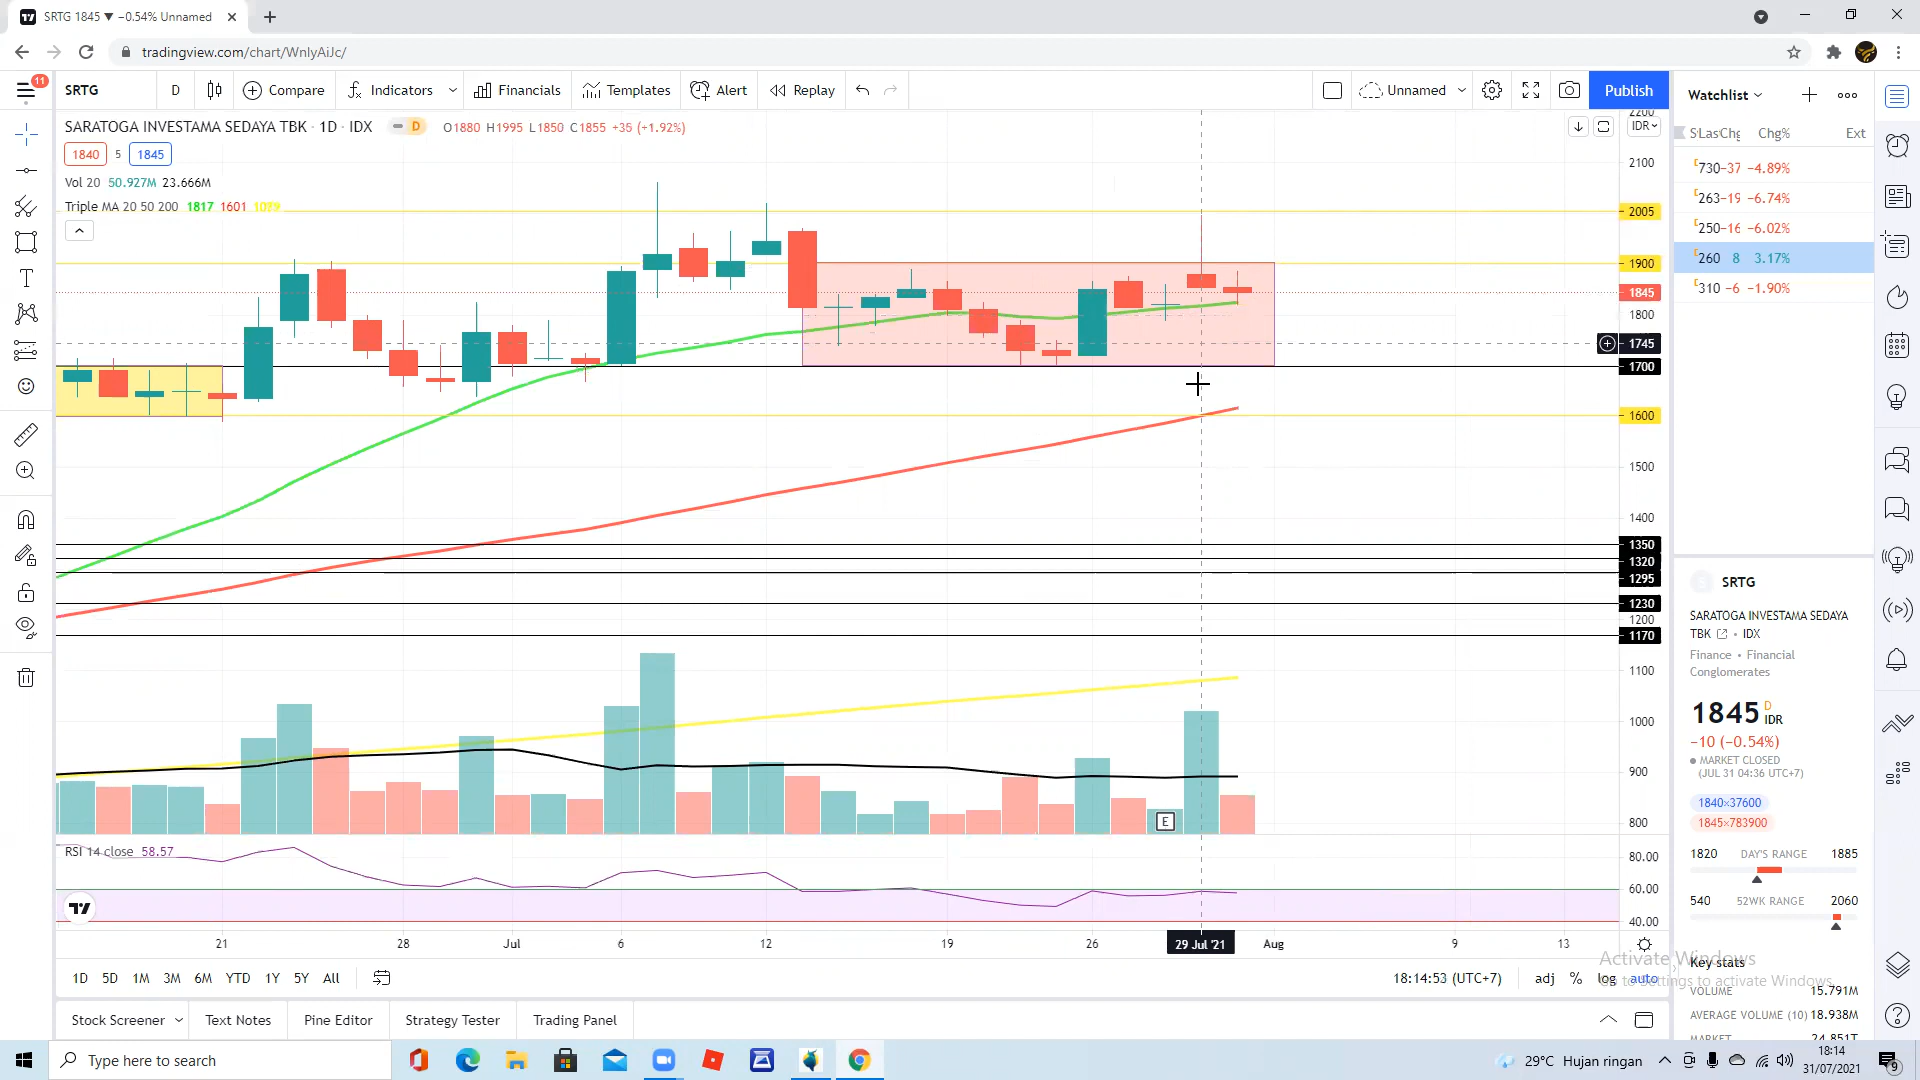 SRTG 1845 ▼ −0.54% Unnamed
tradingview.com/chart/WnlyAiJc/
11
SRTG D Compare Indicators Financials Templates Alert Replay Unnamed Publish
SARATOGA INVESTAMA SEDAYA TBK · 1D · IDX D O1880 H1995 L1850 C1855 +35 (+1.92%)
1840 5 1845
Vol 20 50.927M 23.666M
Triple MA 20 50 200 1817 1601 1079
IDR
2200
2100
2005
1900
1845
1800
1745
1700
1600
1500
1400
1350
1320
1295
1230
1200
1170
1100
1000
900
800
E
RSI 14 close 58.57
80.00
60.00
40.00
21 28 Jul 6 12 19 26 29 Jul '21 Aug 9 13
1D 5D 1M 3M 6M YTD 1Y 5Y All
18:14:53 (UTC+7) adj % log auto
Stock Screener Text Notes Pine Editor Strategy Tester Trading Panel
Watchlist
Chg% Ext
730 −37 −4.89%
263 −19 −6.74%
250 −16 −6.02%
260 8 3.17%
310 −6 −1.90%
SRTG
SARATOGA INVESTAMA SEDAYA
TBK • IDX
Finance • Financial
Conglomerates
1845 D IDR
−10 (−0.54%)
MARKET CLOSED
(JUL 31 04:36 UTC+7)
1840×37600
1845×783900
1820 DAY'S RANGE 1885
540 52WK RANGE 2060
Key stats
VOLUME 15.791M
AVERAGE VOLUME (10) 18.938M
Activate Windows
Go to Settings to activate Windows.
Type here to search
29°C Hujan ringan
18:14
31/07/2021
9